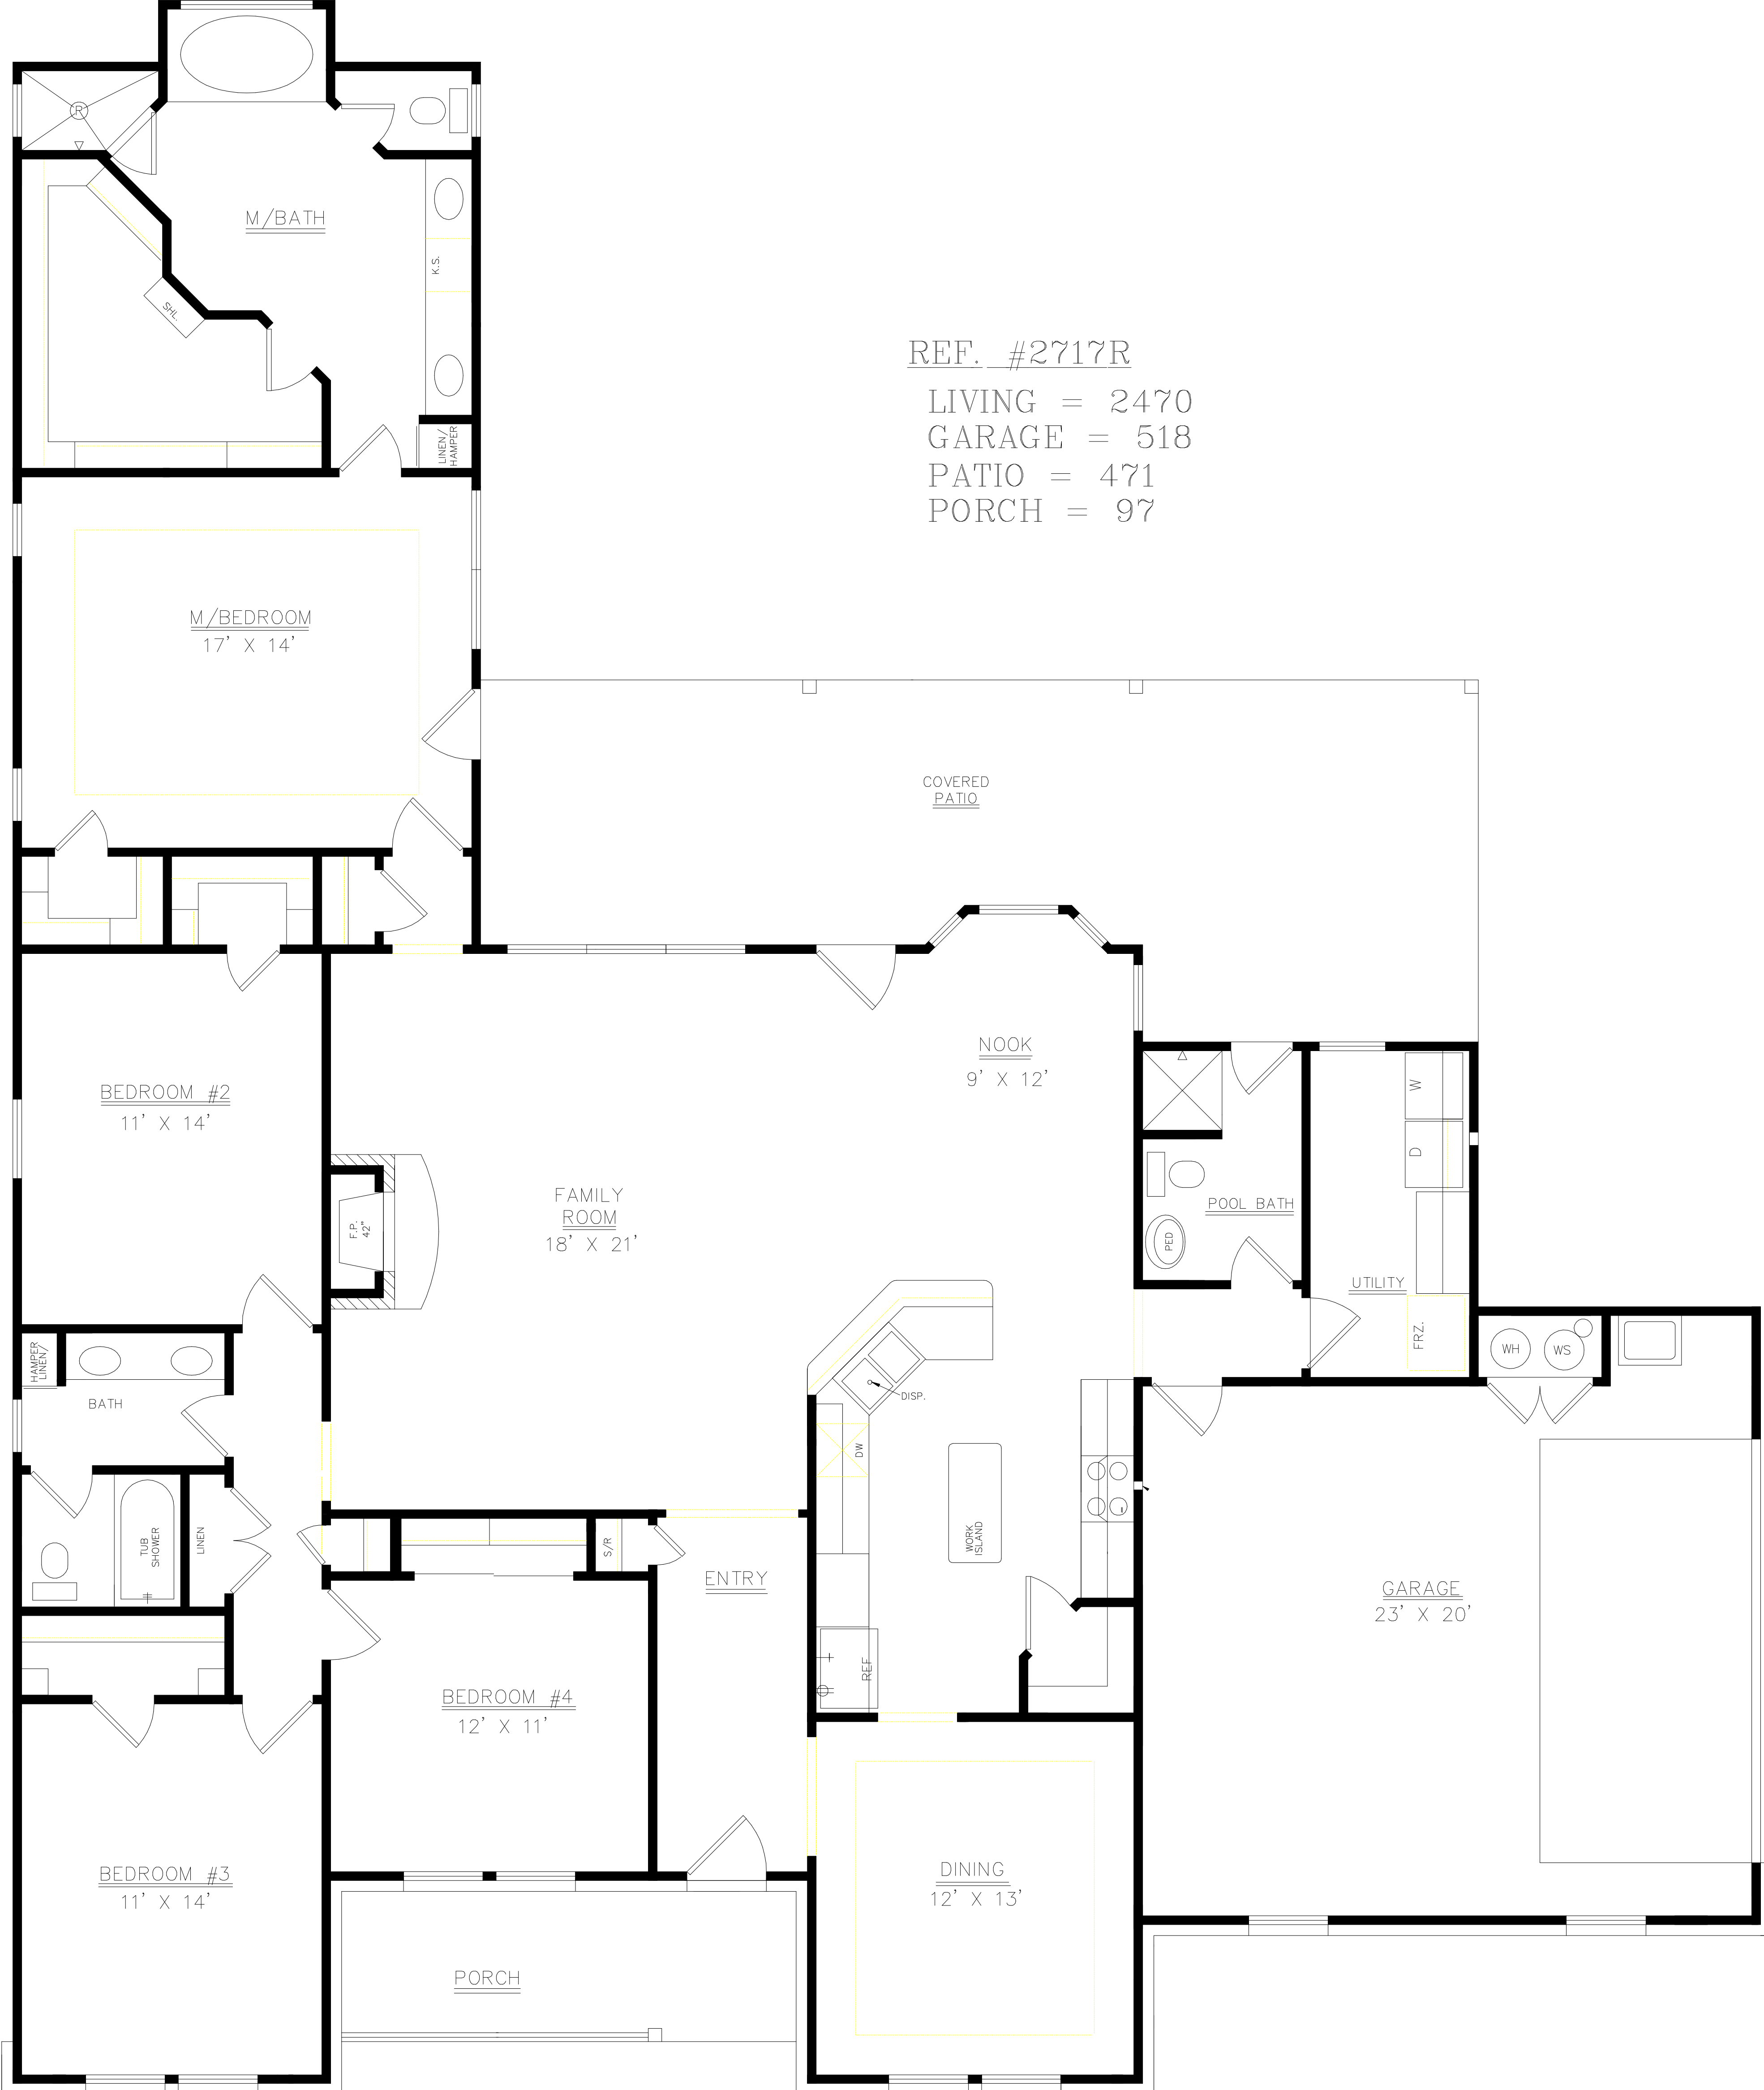 R
M/BATH
K.S.
SHL.
LINEN/
HAMPER
REF. #2717R
LIVING = 2470
GARAGE = 518
PATIO = 471
PORCH = 97
M/BEDROOM
17' X 14'
COVERED
PATIO
NOOK
9' X 12'
BEDROOM #2
11' X 14'
W
D
POOL BATH
PED
FAMILY
ROOM
18' X 21'
F.P.
42"
UTILITY
FRZ.
WH
WS
HAMPER
LINEN/
BATH
DISP.
DW
TUB
SHOWER
LINEN
S/R
WORK
ISLAND
ENTRY
GARAGE
23' X 20'
REF
BEDROOM #4
12' X 11'
BEDROOM #3
11' X 14'
DINING
12' X 13'
PORCH